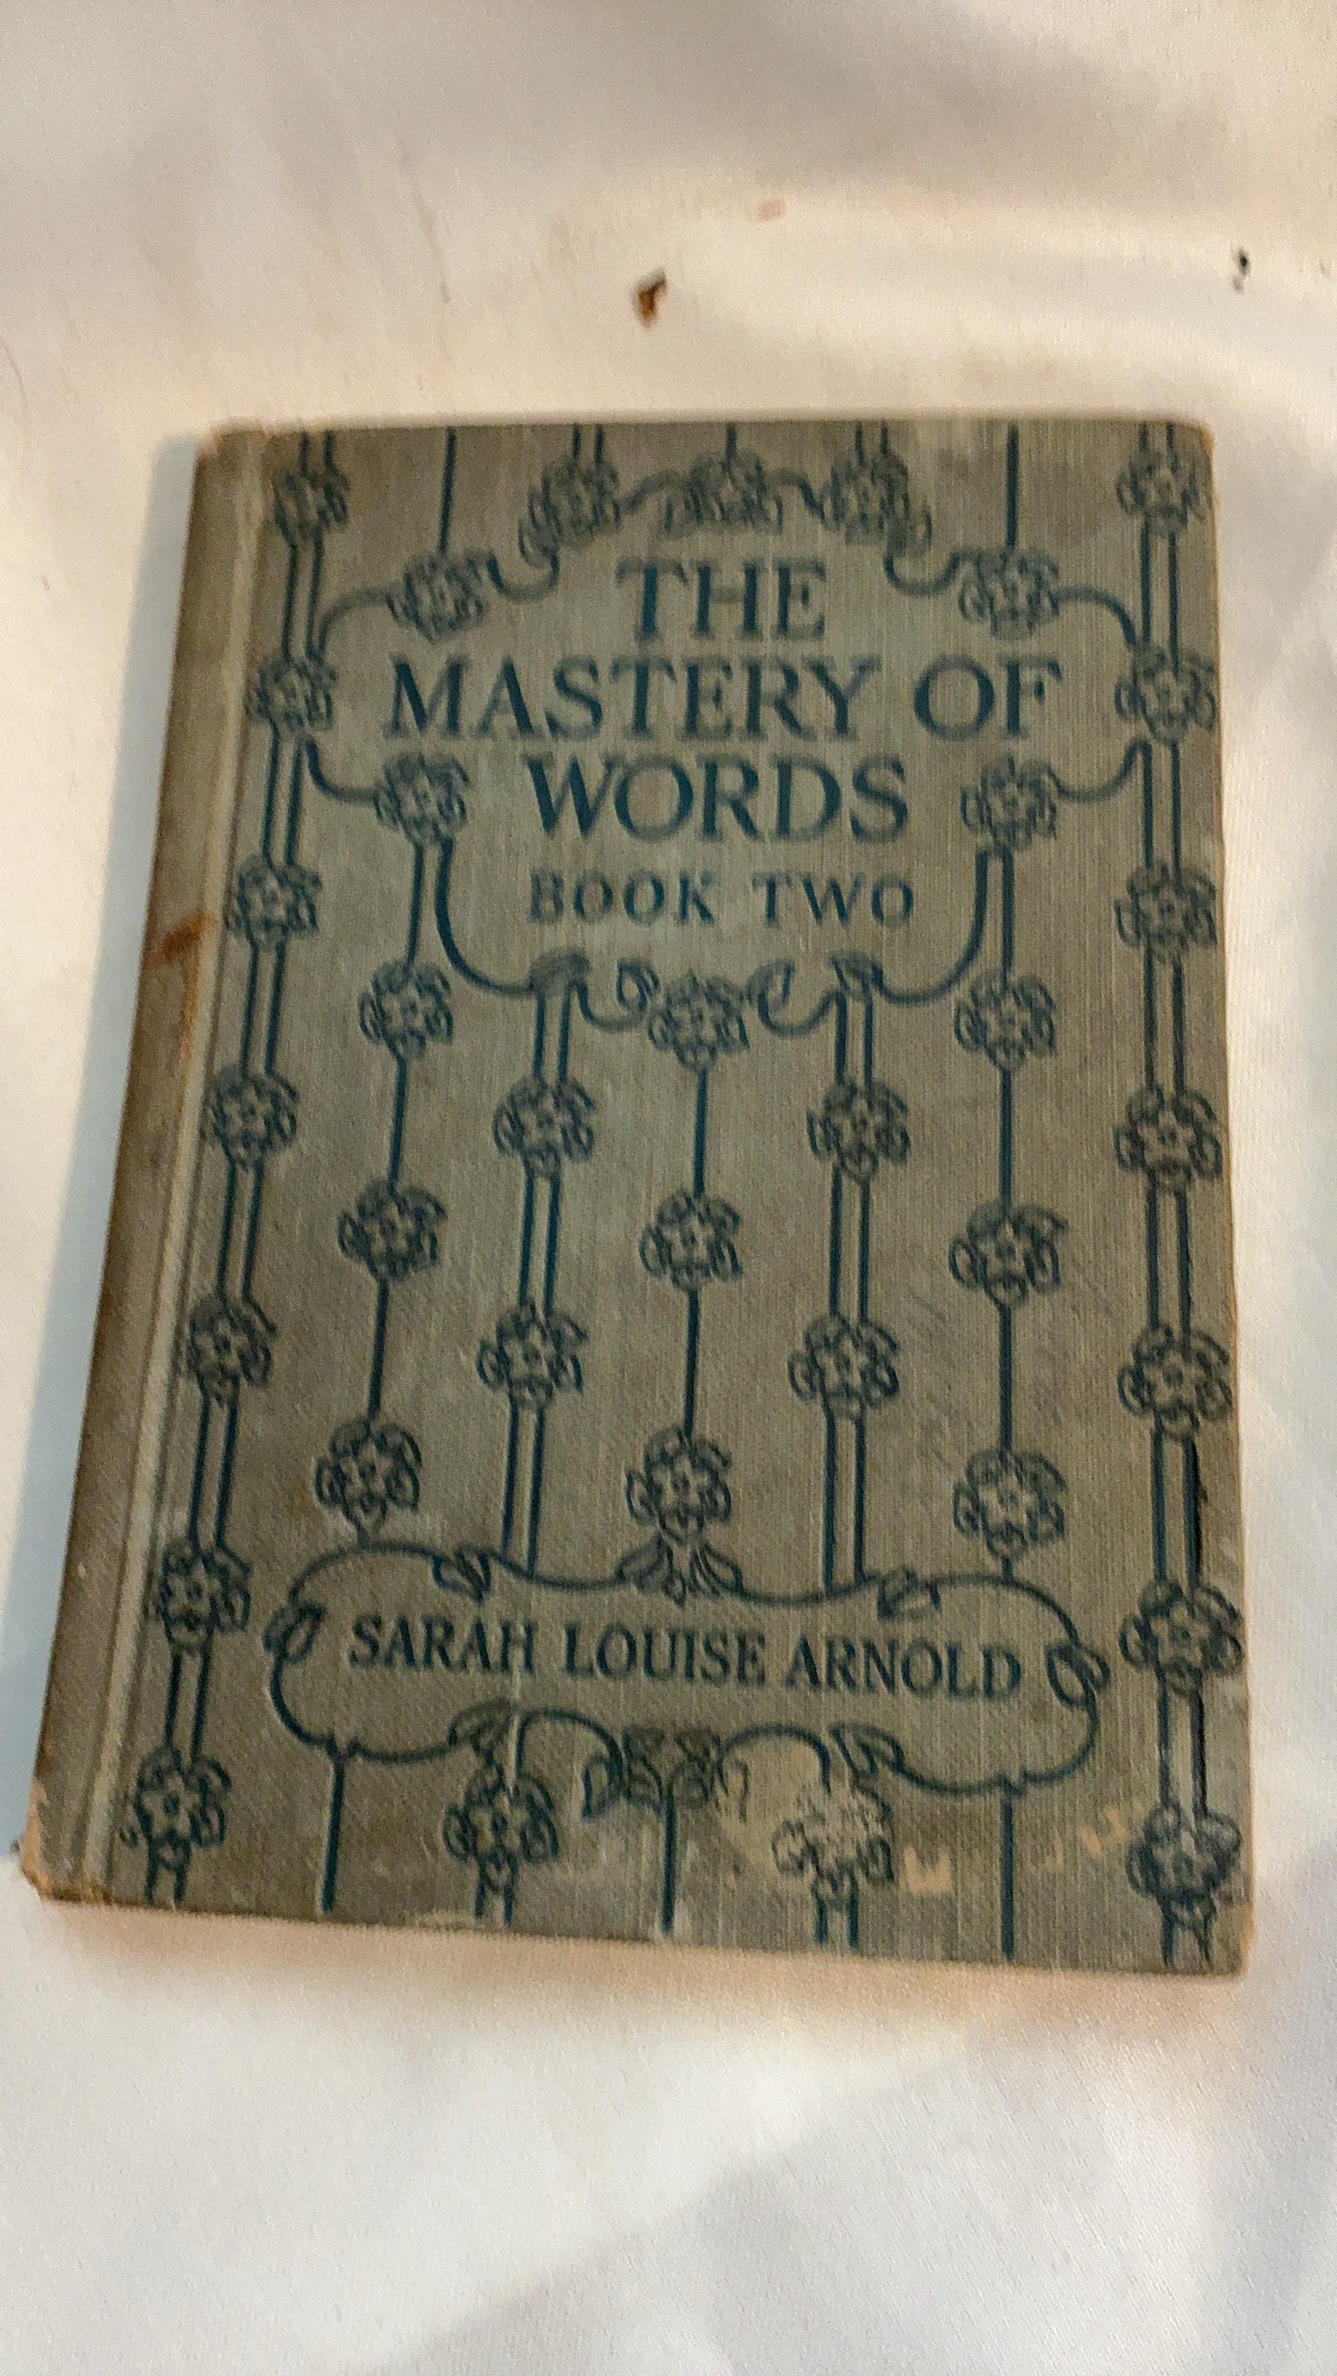 THE
MASTERY OF
WORDS
BOOK TWO
SARAH LOUISE ARNOLD